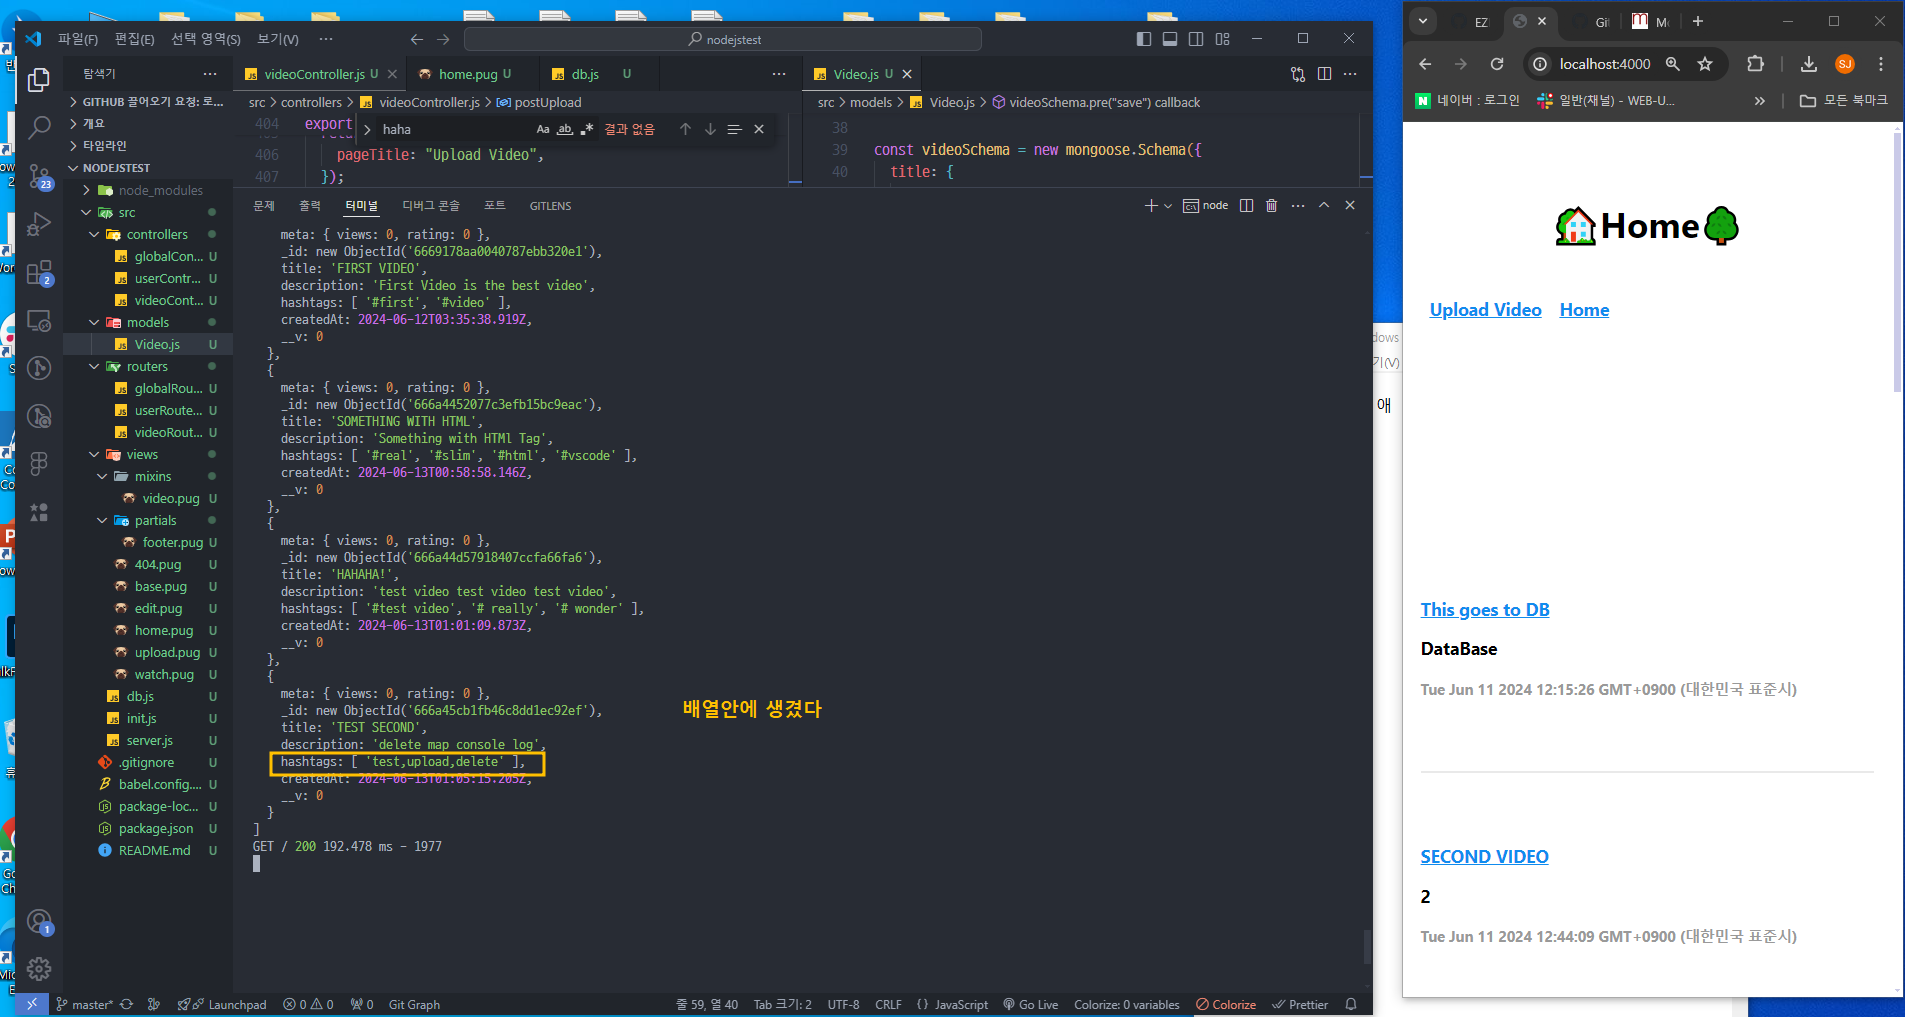 파일(F) 편집(E) 선택 영역(S) 보기(V) ···
nodejstest
탐색기 ···
GITHUB 끌어오기 요청: 로...
개요
타임라인
NODEJSTEST
node_modules
src
controllers
globalCon... U
userContr... U
videoCont... U
models
Video.js U
routers
globalRou... U
userRoute... U
videoRout... U
views
mixins
video.pug U
partials
footer.pug U
404.pug U
base.pug U
edit.pug U
home.pug U
upload.pug U
watch.pug U
db.js U
init.js U
server.js U
.gitignore U
babel.config.... U
package-loc... U
package.json U
README.md U
23
2
1
videoController.js U
home.pug U
db.js U
src > controllers > videoController.js > postUpload
404 export
haha Aa ab 결과 없음
406 pageTitle: "Upload Video",
407 });
Video.js U
src > models > Video.js > videoSchema.pre("save") callback
38
39 const videoSchema = new mongoose.Schema({
40 title: {
문제 출력 터미널 디버그 콘솔 포트 GITLENS
node
meta: { views: 0, rating: 0 },
_id: new ObjectId('6669178aa0040787ebb320e1'),
title: 'FIRST VIDEO',
description: 'First Video is the best video',
hashtags: [ '#first', '#video' ],
createdAt: 2024-06-12T03:35:38.919Z,
__v: 0
},
{
meta: { views: 0, rating: 0 },
_id: new ObjectId('666a4452077c3efb15bc9eac'),
title: 'SOMETHING WITH HTML',
description: 'Something with HTMl Tag',
hashtags: [ '#real', '#slim', '#html', '#vscode' ],
createdAt: 2024-06-13T00:58:58.146Z,
__v: 0
},
{
meta: { views: 0, rating: 0 },
_id: new ObjectId('666a44d57918407ccfa66fa6'),
title: 'HAHAHA!',
description: 'test video test video test video',
hashtags: [ '#test video', '# really', '# wonder' ],
createdAt: 2024-06-13T01:01:09.873Z,
__v: 0
},
{
meta: { views: 0, rating: 0 },
_id: new ObjectId('666a45cb1fb46c8dd1ec92ef'),
title: 'TEST SECOND',
description: 'delete map console log',
hashtags: [ 'test,upload,delete' ],
createdAt: 2024-06-13T01:05:15.205Z,
__v: 0
}
]
GET / 200 192.478 ms - 1977
배열안에 생겼다
master* Launchpad 0 0 0 Git Graph
줄 59, 열 40 Tab 크기: 2 UTF-8 CRLF {} JavaScript Go Live Colorize: 0 variables Colorize Prettier
dows
기(V)
애
EZ Git
localhost:4000
SJ
네이버 : 로그인 일반(채널) - WEB-U... 모든 북마크
Home
Upload Video Home
This goes to DB
DataBase
Tue Jun 11 2024 12:15:26 GMT+0900 (대한민국 표준시)
SECOND VIDEO
2
Tue Jun 11 2024 12:44:09 GMT+0900 (대한민국 표준시)